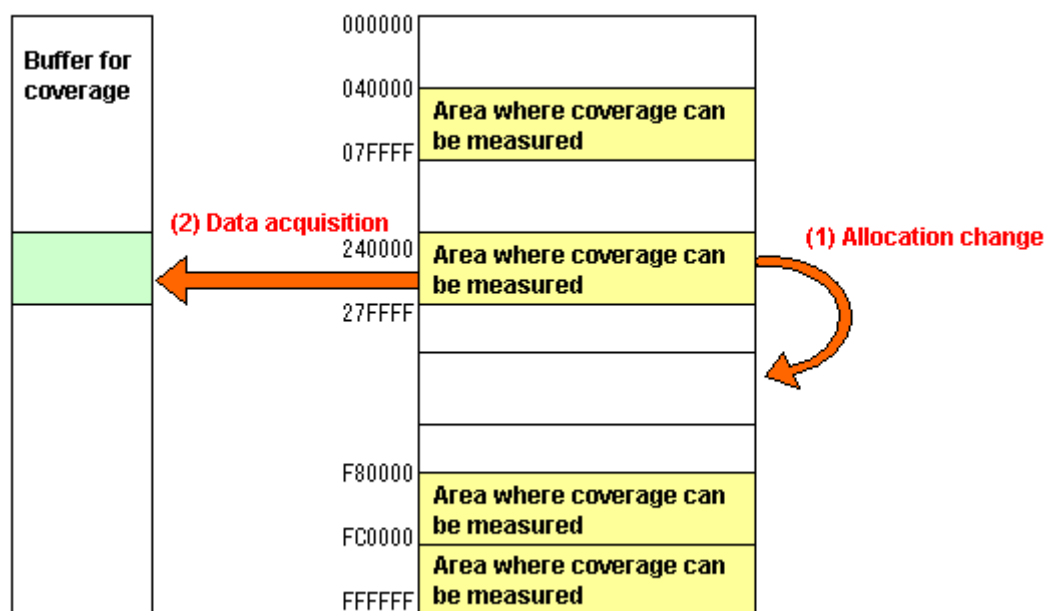 Buffer for
coverage
000000
040000
Area where coverage can
be measured
07FFFF
(2) Data acquisition
240000
Area where coverage can
be measured
(1) Allocation change
27FFFF
F80000
Area where coverage can
be measured
FC0000
Area where coverage can
be measured
FFFFFF